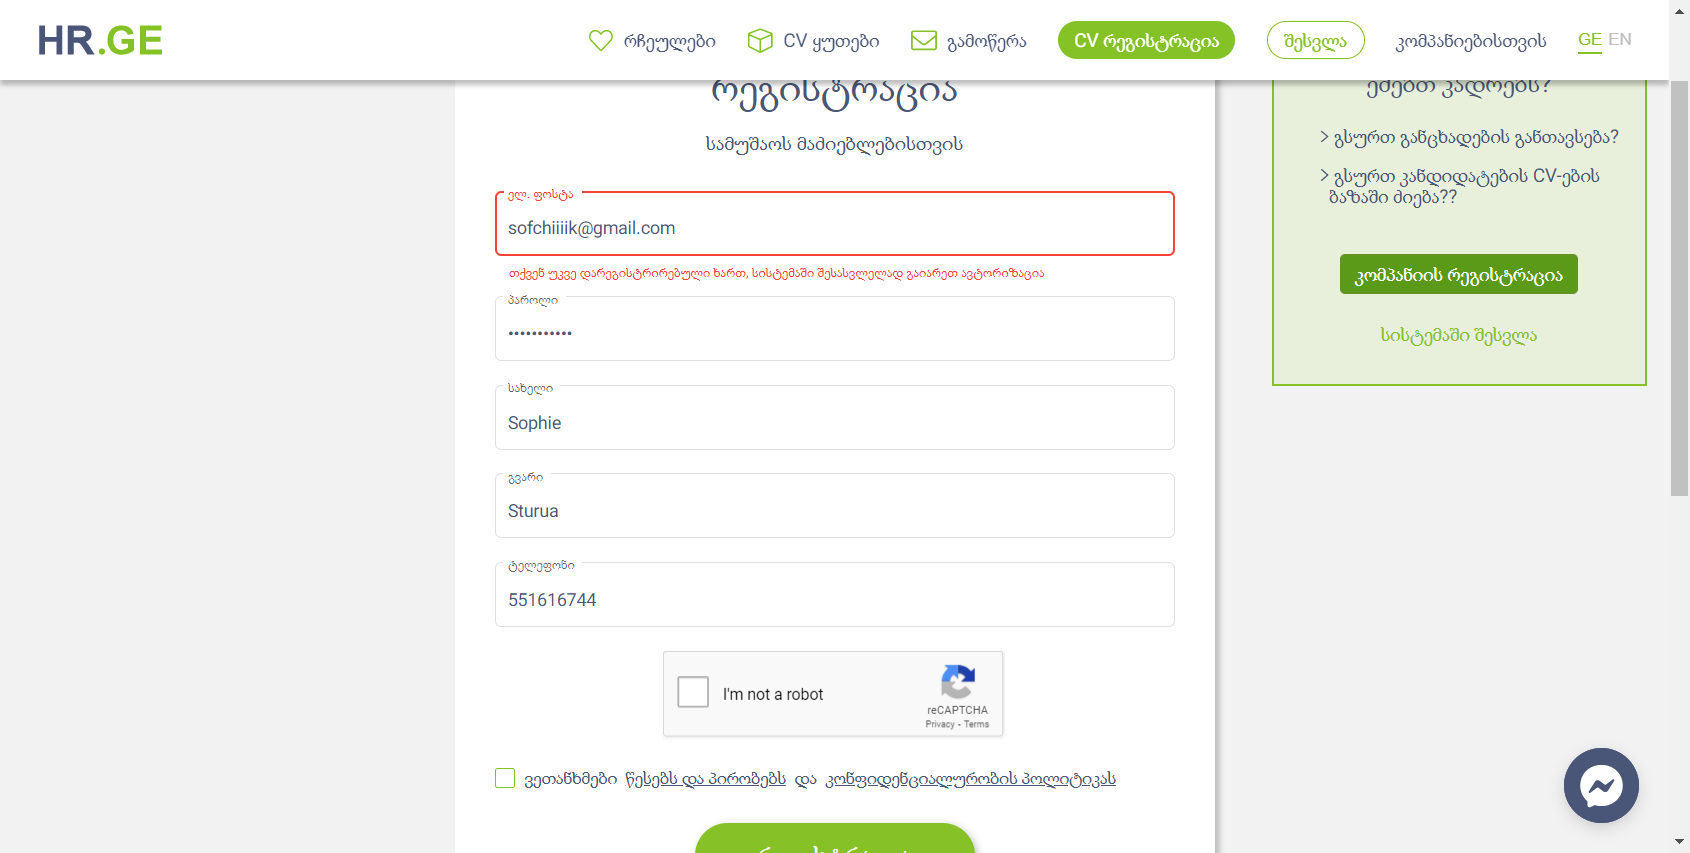 HR.GE
რჩეულები
CV ყუთები
გამოწერა
CV რეგისტრაცია
შესვლა
კომპანიებისთვის
GE EN
რეგისტრაცია
სამუშაოს მაძიებლებისთვის
ელ. ფოსტა
sofchiiiik@gmail.com
თქვენ უკვე დარეგისტრირებული ხართ, სისტემაში შესასვლელად გაიარეთ ავტორიზაცია
პაროლი
•••••••••••
სახელი
Sophie
გვარი
Sturua
ტელეფონი
551616744
I'm not a robot
reCAPTCHA
Privacy - Terms
ვეთანხმები წესებს და პირობებს და კონფიდენციალურობის პოლიტიკას
ეძებთ კადრებს?
> გსურთ განცხადების განთავსება?
> გსურთ კანდიდატების CV-ების
ბაზაში ძიება??
კომპანიის რეგისტრაცია
სისტემაში შესვლა